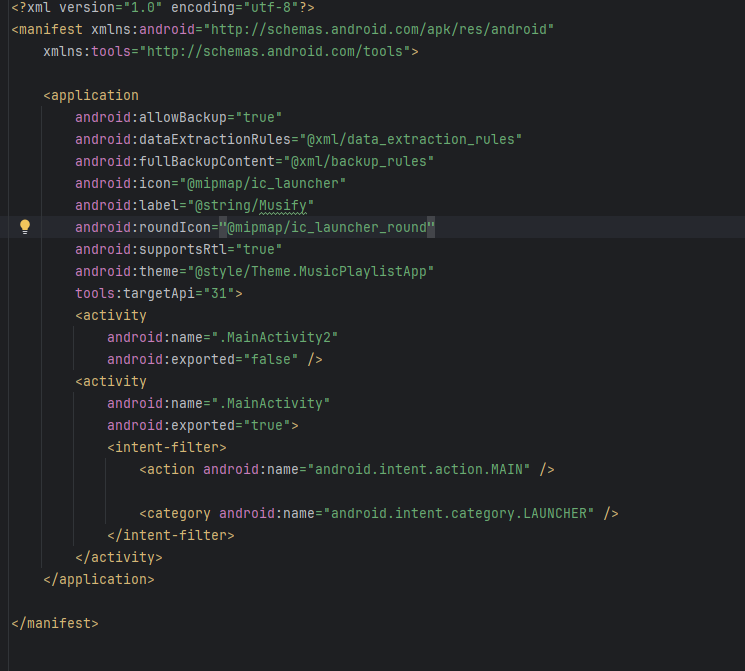 <?xml version="1.0" encoding="utf-8"?>
<manifest xmlns:android="http://schemas.android.com/apk/res/android"
    xmlns:tools="http://schemas.android.com/tools">

    <application
        android:allowBackup="true"
        android:dataExtractionRules="@xml/data_extraction_rules"
        android:fullBackupContent="@xml/backup_rules"
        android:icon="@mipmap/ic_launcher"
        android:label="@string/Musify"
        android:roundIcon="@mipmap/ic_launcher_round"
        android:supportsRtl="true"
        android:theme="@style/Theme.MusicPlaylistApp"
        tools:targetApi="31">
        <activity
            android:name=".MainActivity2"
            android:exported="false" />
        <activity
            android:name=".MainActivity"
            android:exported="true">
            <intent-filter>
                <action android:name="android.intent.action.MAIN" />

                <category android:name="android.intent.category.LAUNCHER" />
            </intent-filter>
        </activity>
    </application>

</manifest>